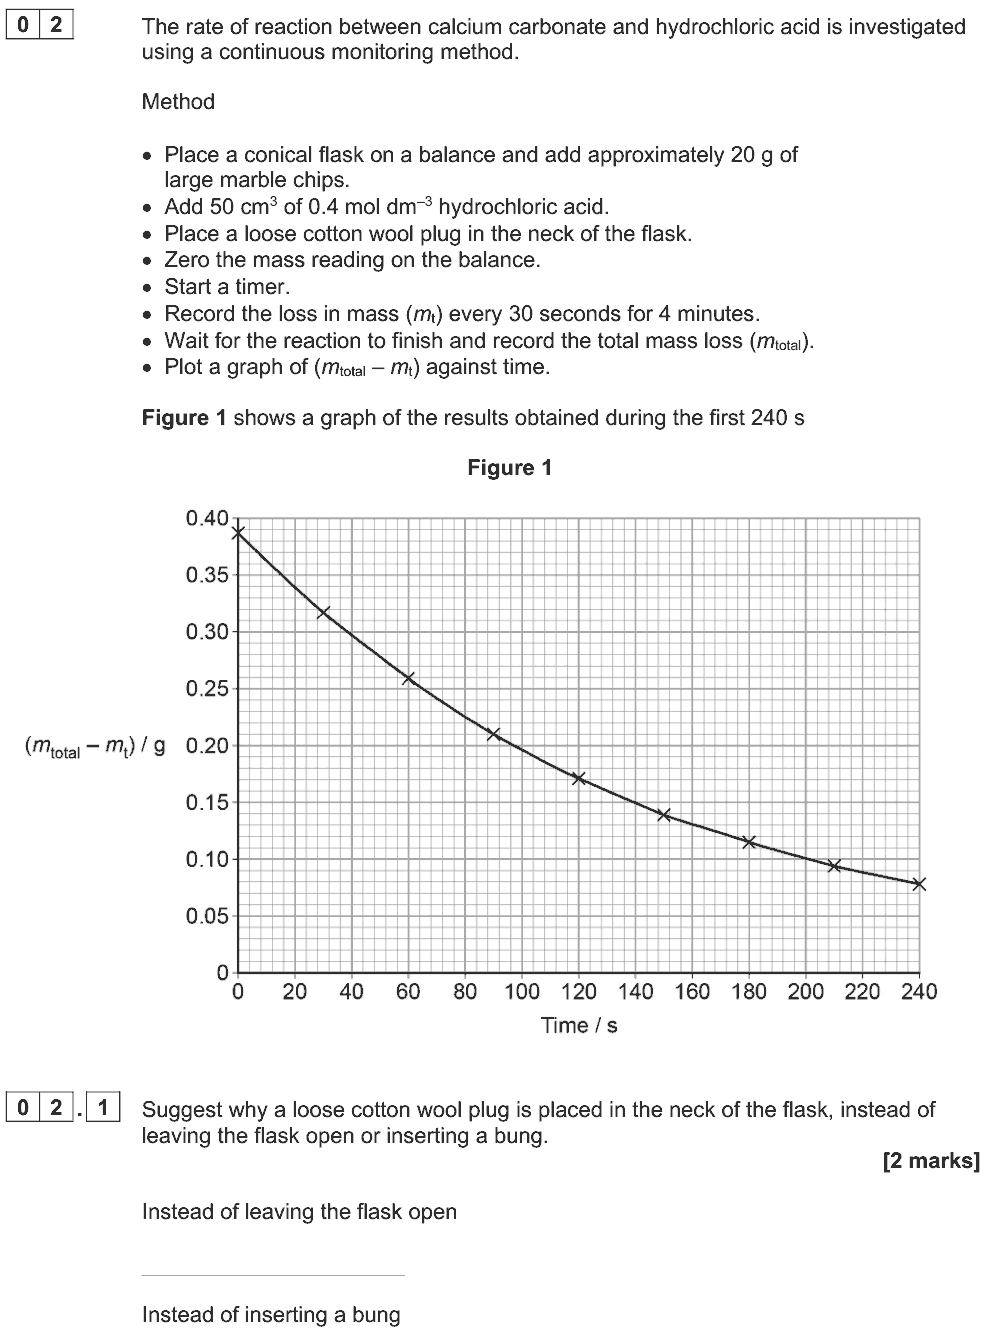 0 2 The rate of reaction between calcium carbonate and hydrochloric acid is investigated
using a continuous monitoring method.
Method
• Place a conical flask on a balance and add approximately 20 g of
large marble chips.
• Add 50 cm³ of 0.4 mol dm⁻³ hydrochloric acid.
• Place a loose cotton wool plug in the neck of the flask.
• Zero the mass reading on the balance.
• Start a timer.
• Record the loss in mass (mₜ) every 30 seconds for 4 minutes.
• Wait for the reaction to finish and record the total mass loss (m_total).
• Plot a graph of (m_total – mₜ) against time.
Figure 1 shows a graph of the results obtained during the first 240 s
Figure 1
0.40
0.35
0.30
0.25
(m_total – mₜ) / g 0.20
0.15
0.10
0.05
0
0 20 40 60 80 100 120 140 160 180 200 220 240
Time / s
0 2 . 1 Suggest why a loose cotton wool plug is placed in the neck of the flask, instead of
leaving the flask open or inserting a bung.
[2 marks]
Instead of leaving the flask open
Instead of inserting a bung